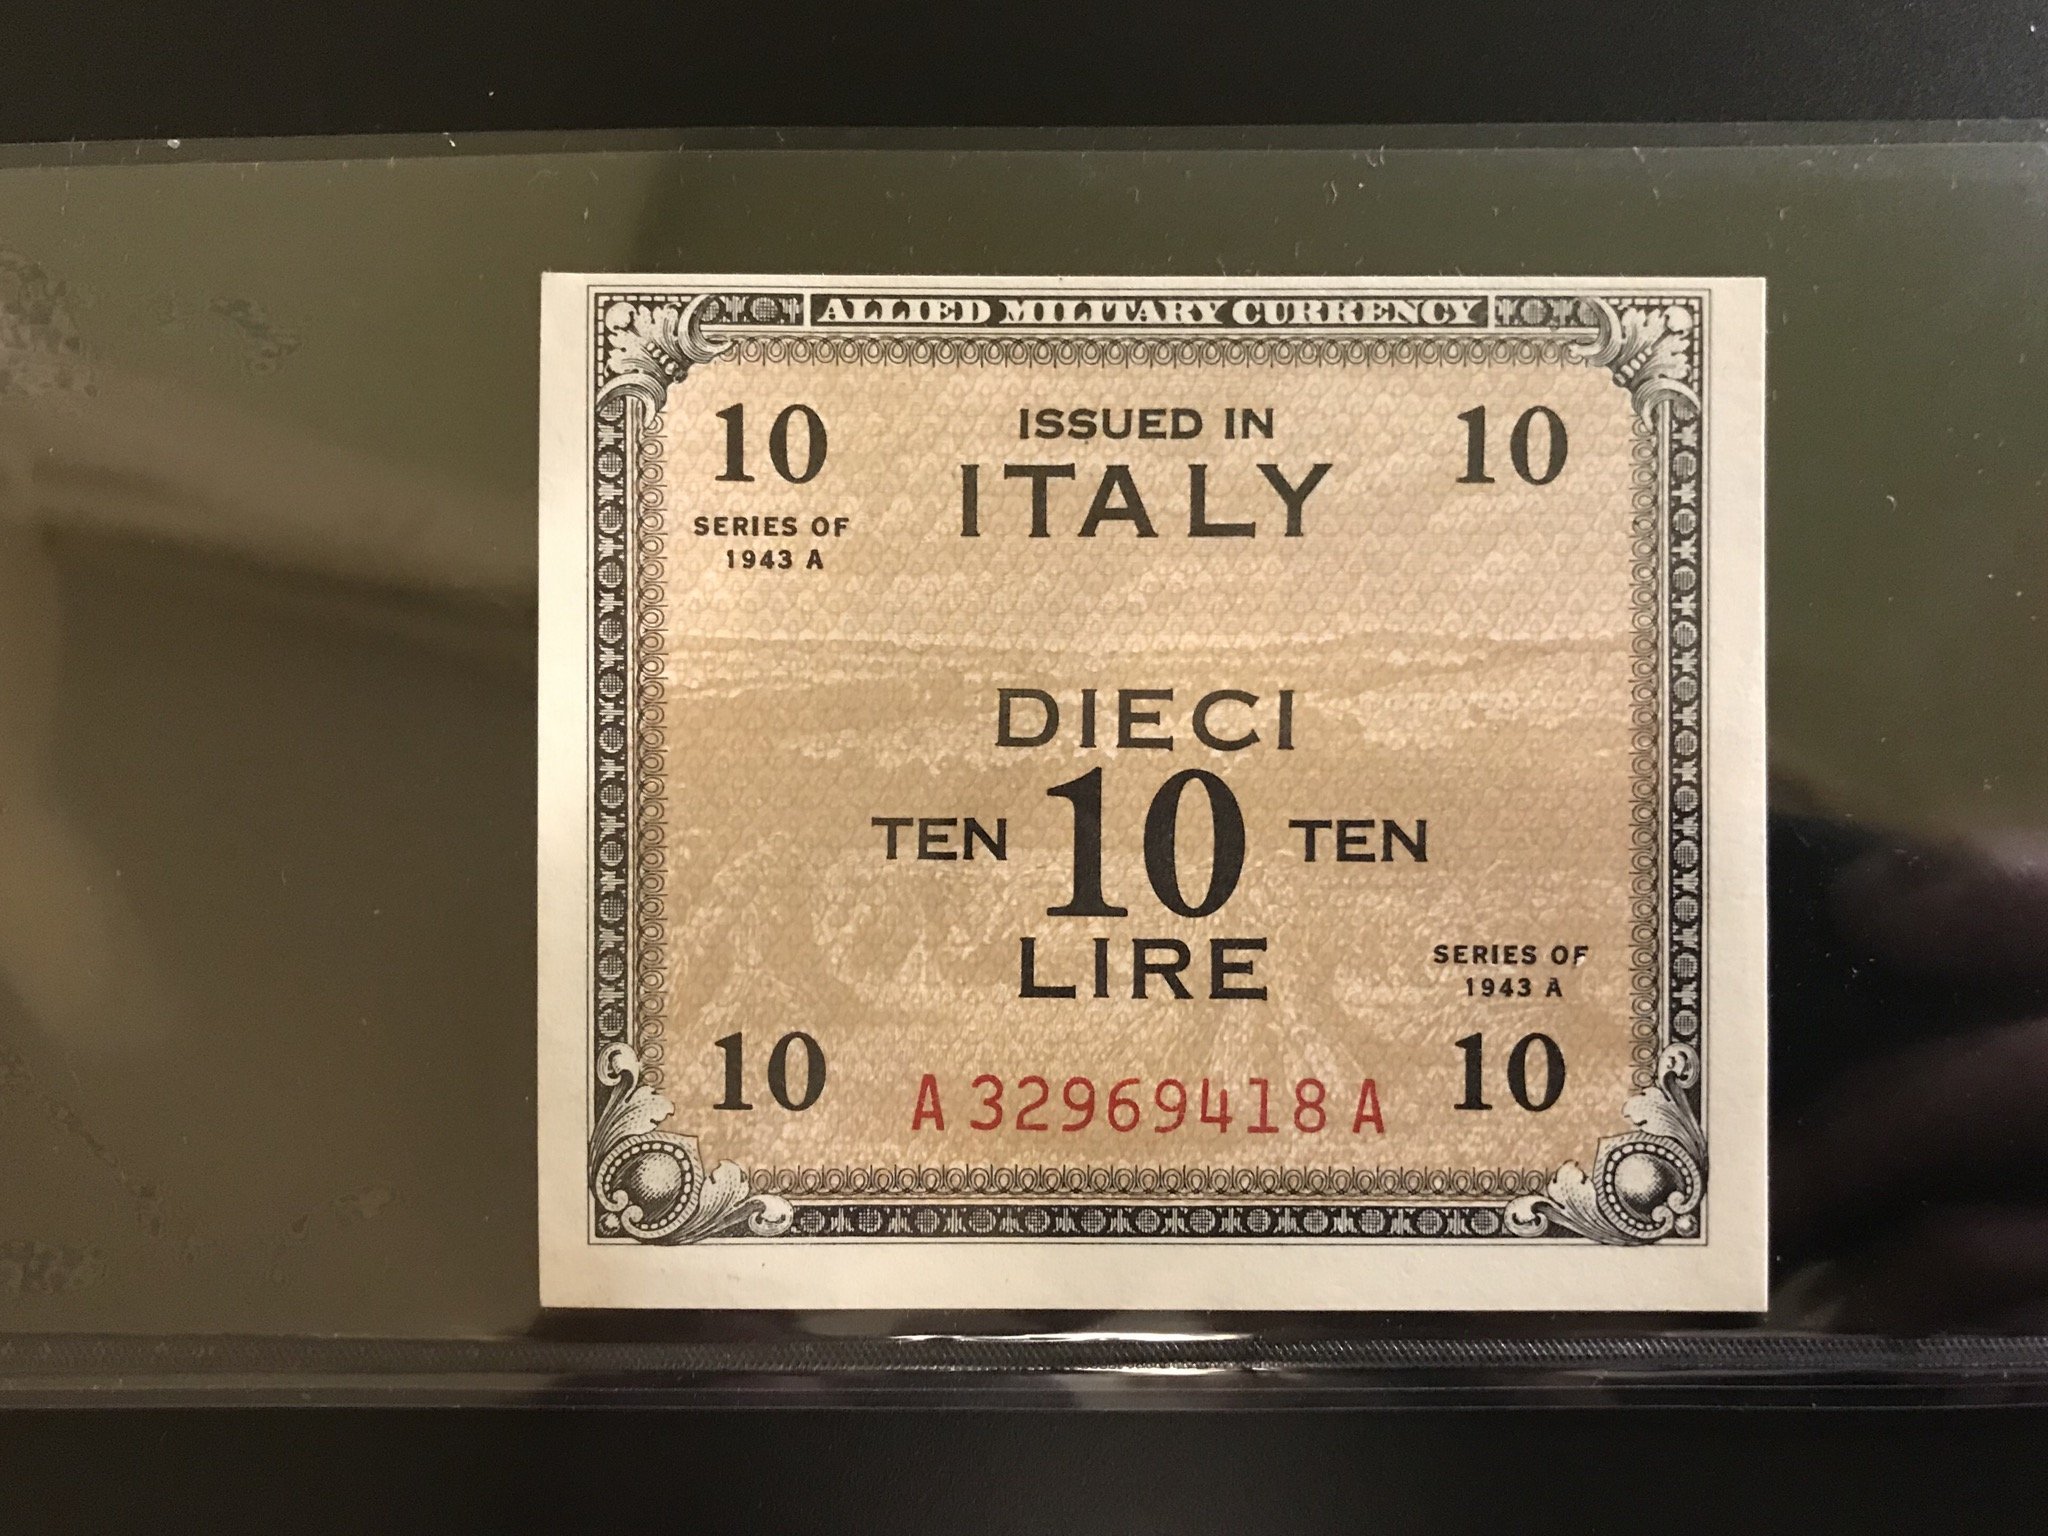 ALLIED MILITARY CURRENCY
10 ISSUED IN 10
ITALY
SERIES OF
1943 A
DIECI
TEN 10 TEN
LIRE
SERIES OF
1943 A
10 10
A 32969418 A